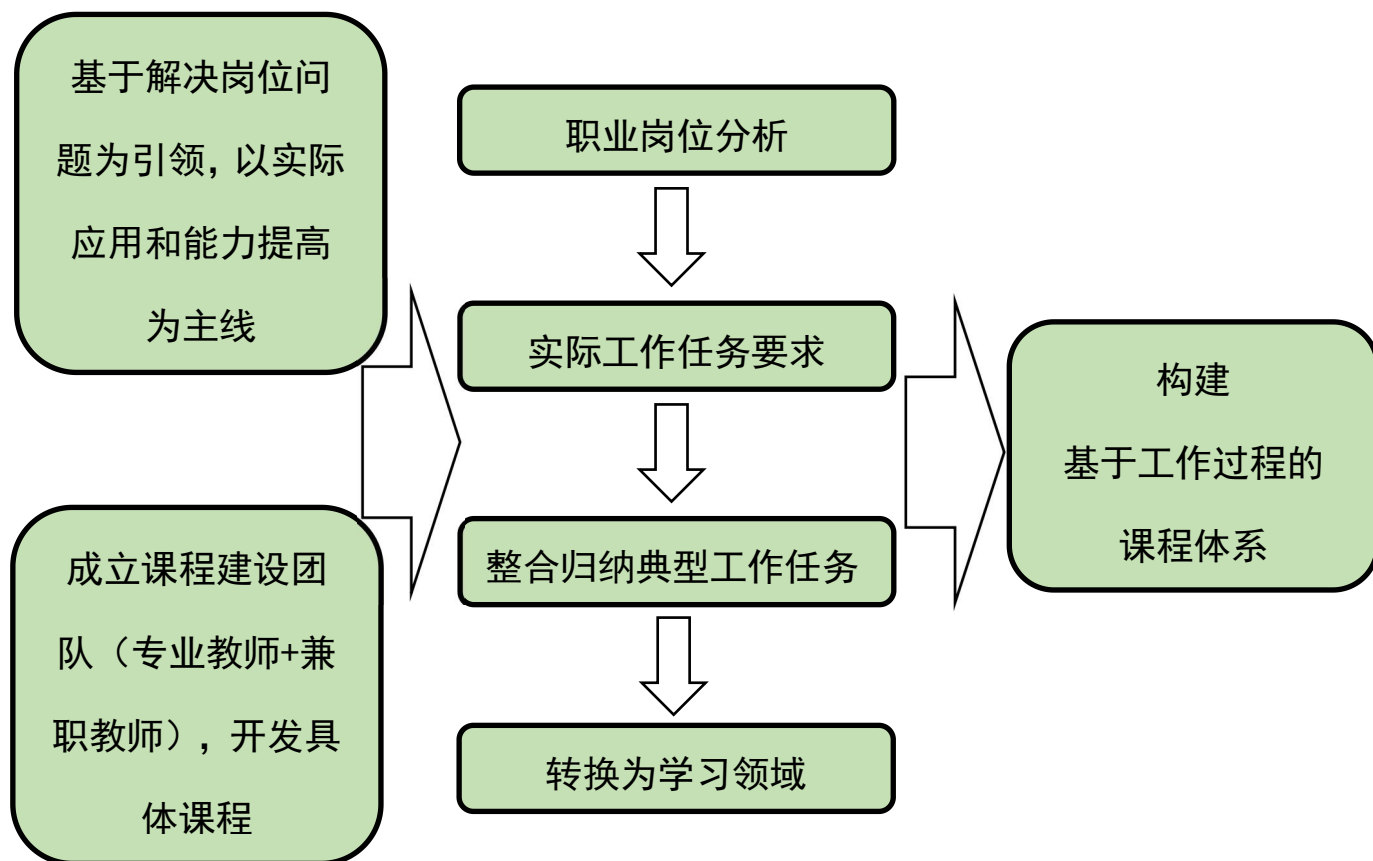 基于解决岗位问
题为引领，以实际
应用和能力提高
为主线
成立课程建设团
队（专业教师+兼
职教师），开发具
体课程
职业岗位分析
实际工作任务要求
整合归纳典型工作任务
转换为学习领域
构建
基于工作过程的
课程体系